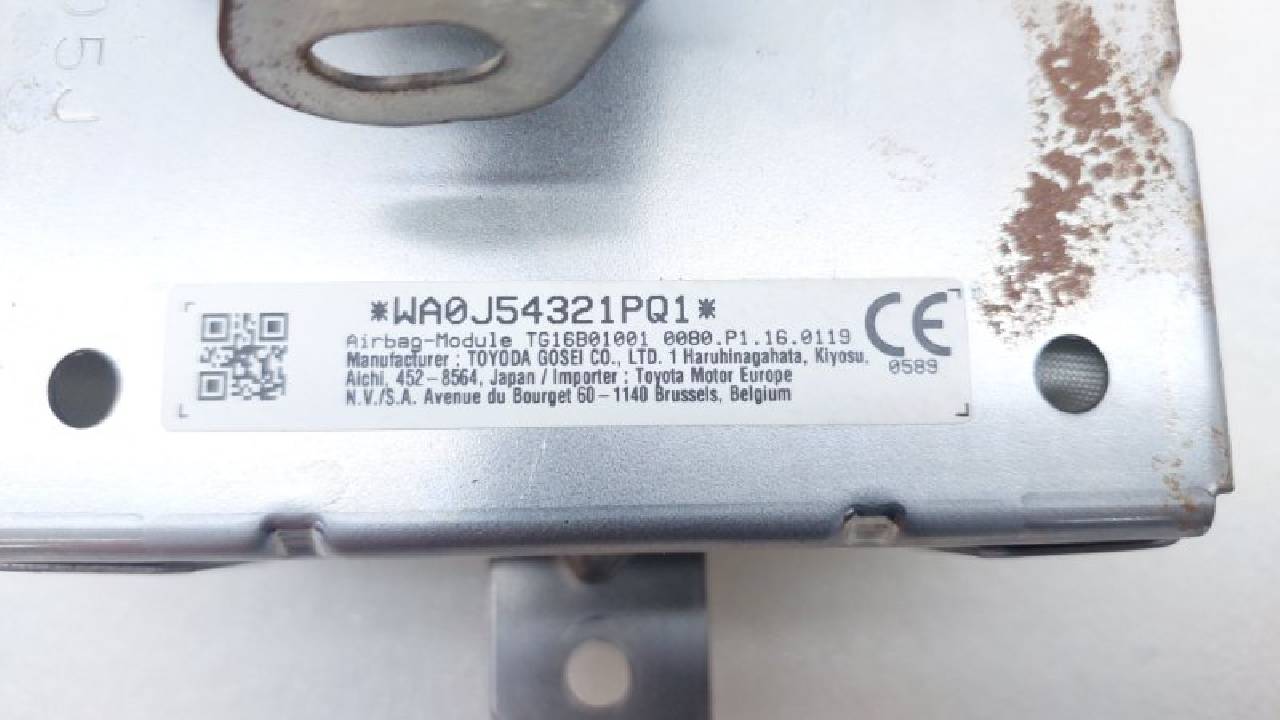 05J
*WA0J54321PQ1*
Airbag-Module TG16B01001 0080.P1.16.0119
Manufacturer : TOYODA GOSEI CO., LTD. 1 Haruhinagahata, Kiyosu,
Aichi, 452-8564, Japan / Importer : Toyota Motor Europe
N.V./S.A. Avenue du Bourget 60-1140 Brussels, Belgium
CE
0589